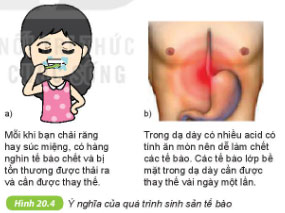 a)
b)
Mỗi khi bạn chải răng
hay súc miệng, có hàng
nghìn tế bào chết và bị
tổn thương được thải ra
và cần được thay thế.
Trong dạ dày có nhiều acid có
tính ăn mòn nên dễ làm chết
các tế bào. Các tế bào lớp bề
mặt trong dạ dày cần được
thay thế vài ngày một lần.
Hình 20.4 Ý nghĩa của quá trình sinh sản tế bào